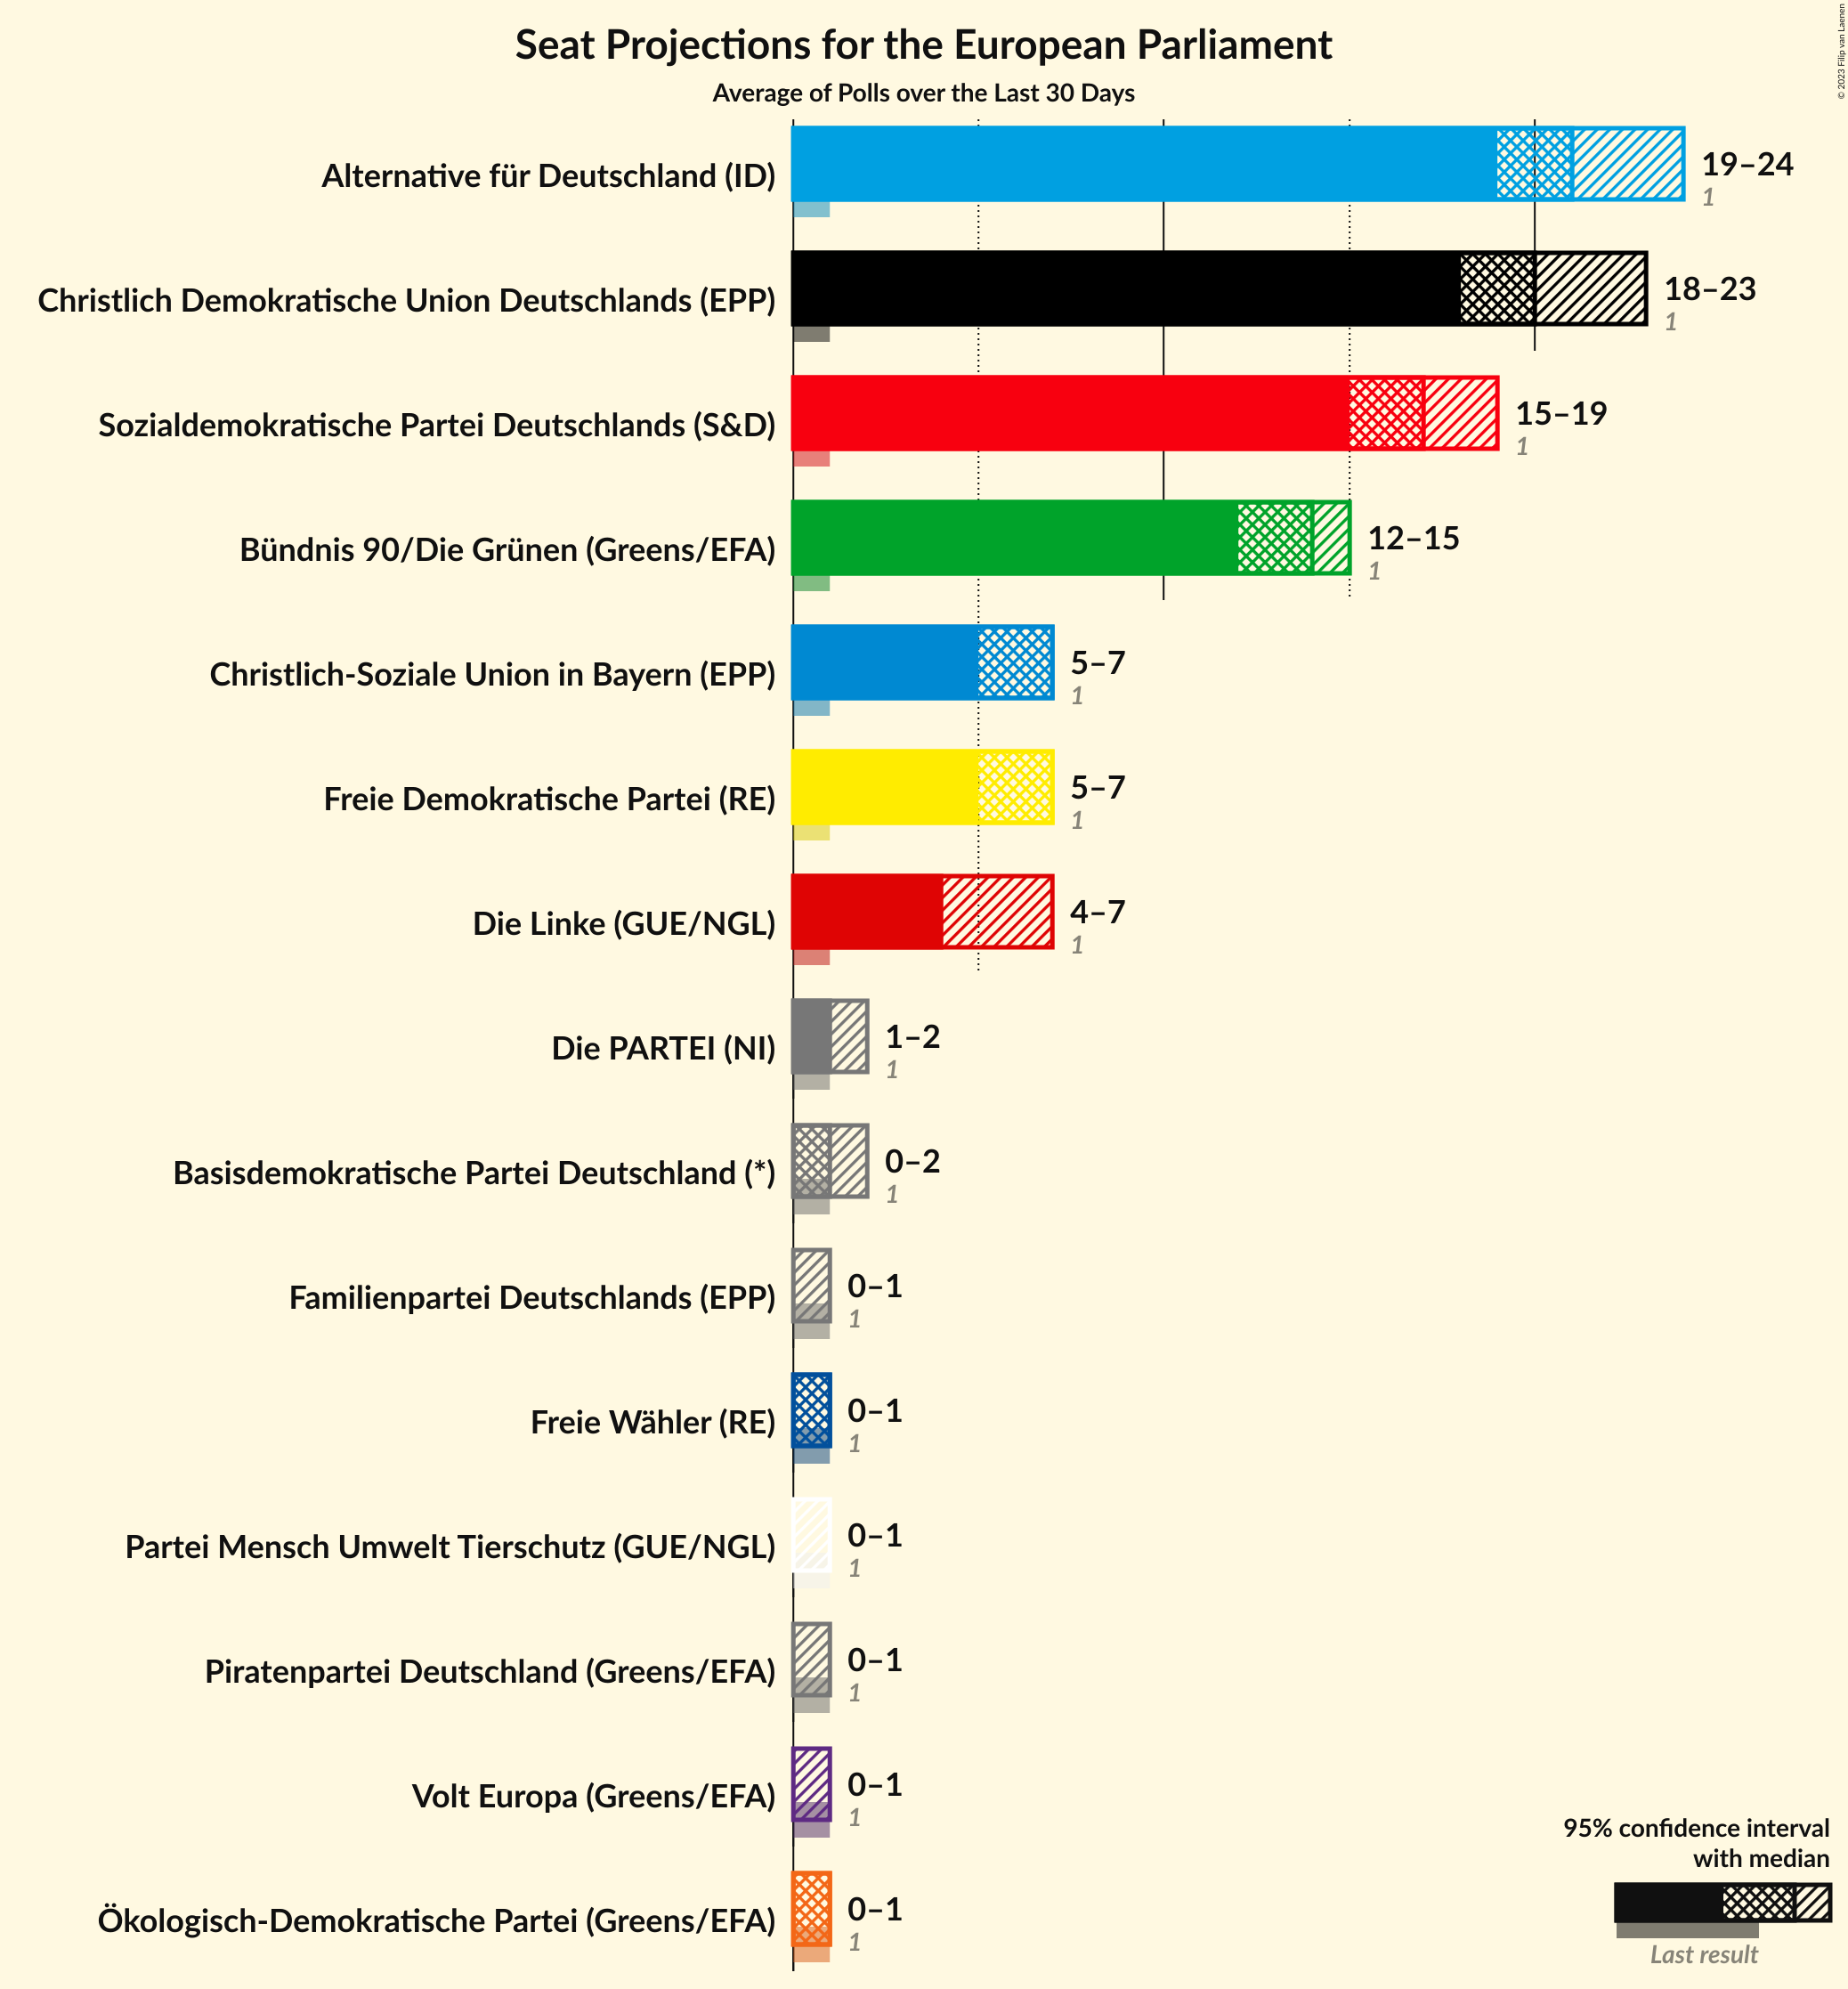 Seat Projections for the European Parliament
Average of Polls over the Last 30 Days
© 2023 Filip van Laenen
Alternative für Deutschland (ID)
19–24
1
Christlich Demokratische Union Deutschlands (EPP)
18–23
1
Sozialdemokratische Partei Deutschlands (S&D)
15–19
1
Bündnis 90/Die Grünen (Greens/EFA)
12–15
1
Christlich-Soziale Union in Bayern (EPP)
5–7
1
Freie Demokratische Partei (RE)
5–7
1
Die Linke (GUE/NGL)
4–7
1
Die PARTEI (NI)
1–2
1
Basisdemokratische Partei Deutschland (*)
0–2
1
Familienpartei Deutschlands (EPP)
0–1
1
Freie Wähler (RE)
0–1
1
Partei Mensch Umwelt Tierschutz (GUE/NGL)
0–1
1
Piratenpartei Deutschland (Greens/EFA)
0–1
1
Volt Europa (Greens/EFA)
0–1
1
Ökologisch-Demokratische Partei (Greens/EFA)
0–1
1
95% confidence interval
with median
Last result